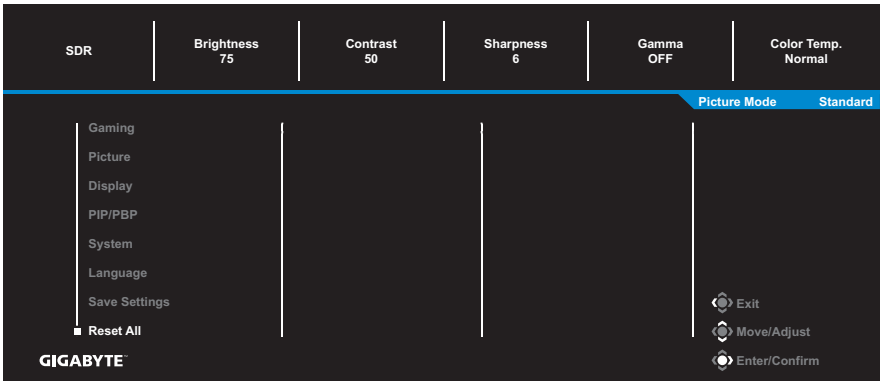 SDR
Brightness
75
Contrast
50
Sharpness
6
Gamma
OFF
Color Temp.
Normal
Picture Mode Standard
Gaming
Picture
Display
PIP/PBP
System
Language
Save Settings
Reset All
Exit
Move/Adjust
Enter/Confirm
GIGABYTE™